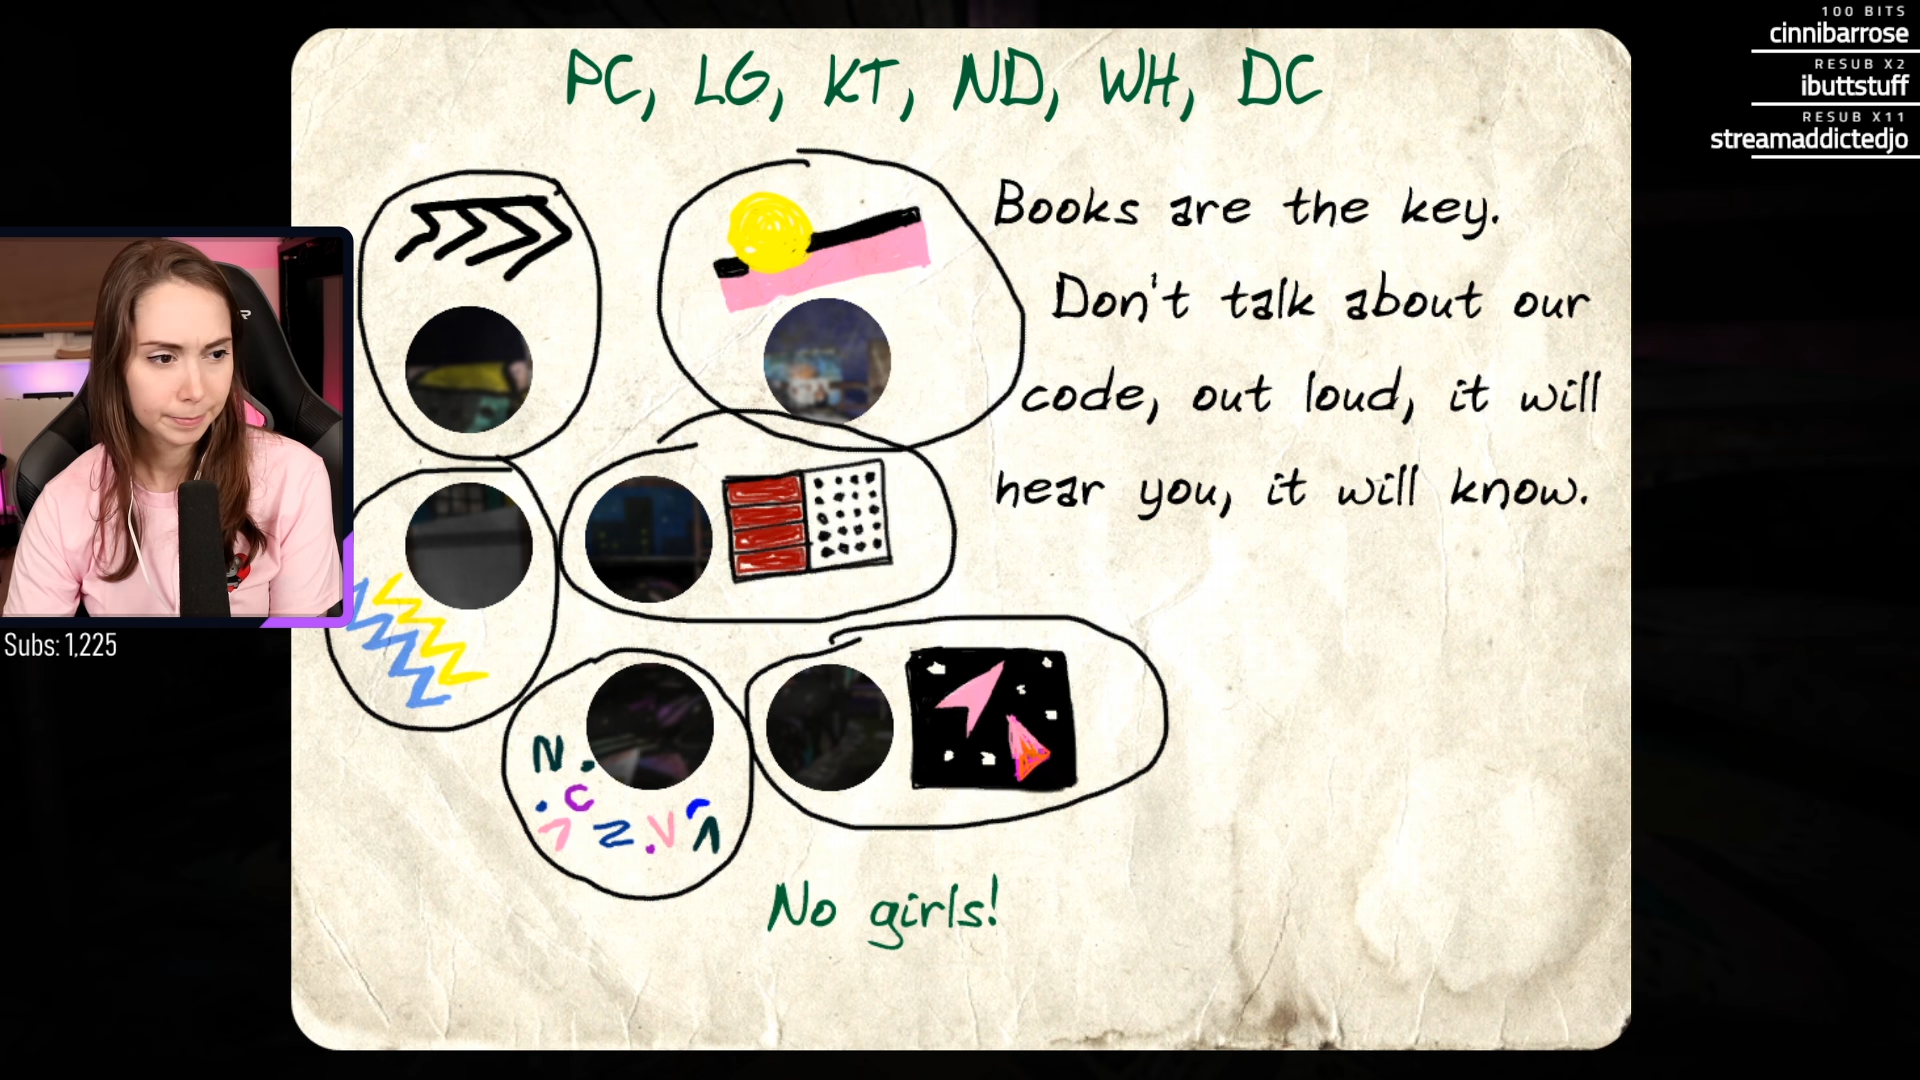 100 BITS
cinnibarrose
RESUB X2
ibuttstuff
RESUB X11
streamaddictedjo
PC, LG, KT, ND, WH, DC
Books are the key.
Don't talk about our
code, out loud, it will
hear you, it will know.
Subs: 1,225
N
C
Z
V
No girls!